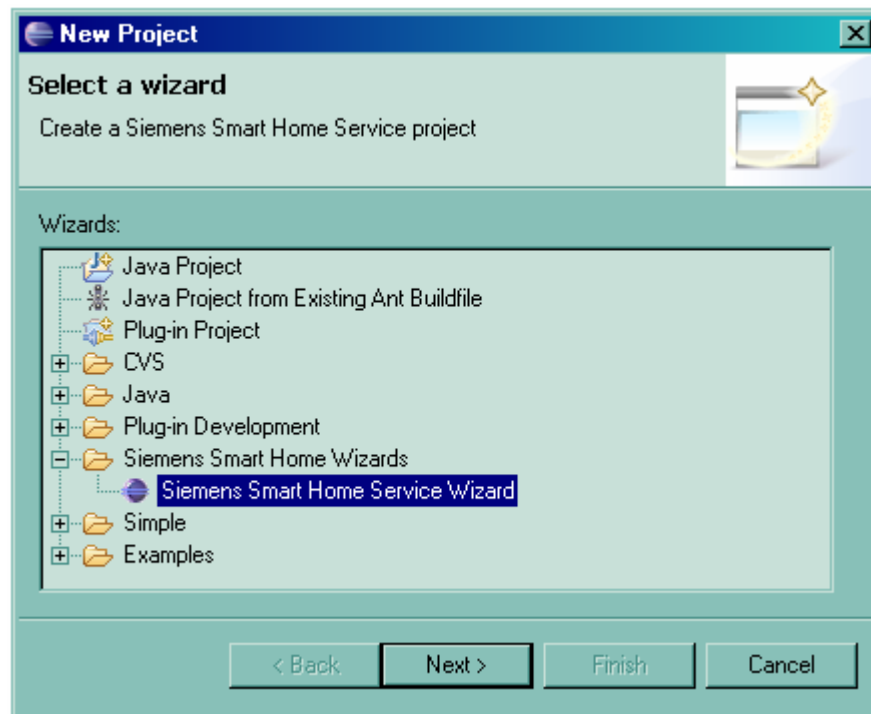 New Project
Select a wizard
Create a Siemens Smart Home Service project
Wizards:
Java Project
Java Project from Existing Ant Buildfile
Plug-in Project
CVS
Java
Plug-in Development
Siemens Smart Home Wizards
Siemens Smart Home Service Wizard
Simple
Examples
< Back Next > Finish Cancel